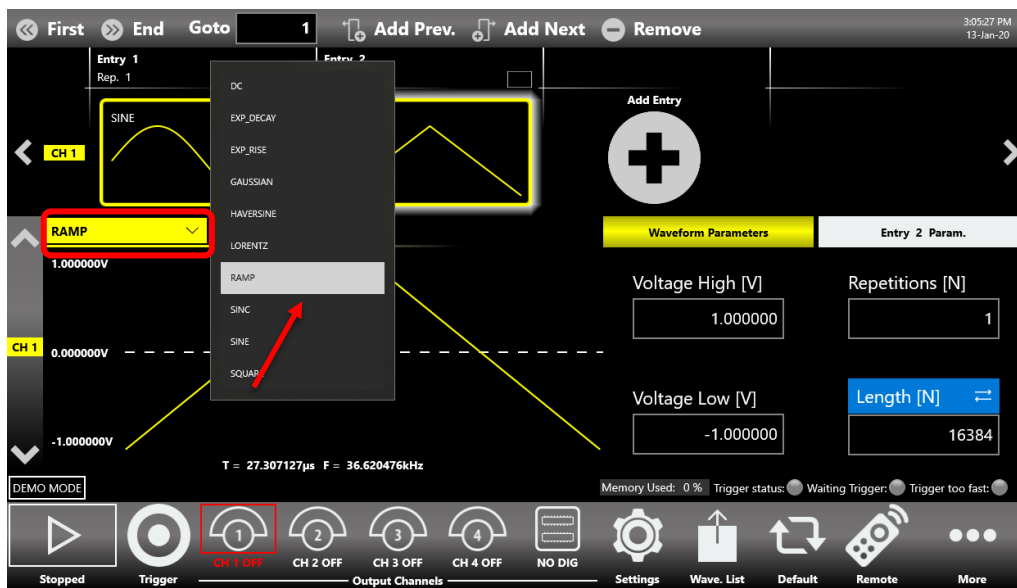 First End Goto 1 Add Prev. Add Next Remove
3:05:27 PM
13-Jan-20
Entry 1
Rep. 1
Entry 2
SINE
CH 1
DC
EXP_DECAY
EXP_RISE
GAUSSIAN
HAVERSINE
LORENTZ
RAMP
SINC
SINE
SQUARE
Add Entry
RAMP
1.000000V
CH 1
0.000000V
-1.000000V
T = 27.307127µs F = 36.620476kHz
Waveform Parameters
Entry 2 Param.
Voltage High [V]
1.000000
Repetitions [N]
1
Voltage Low [V]
-1.000000
Length [N]
16384
DEMO MODE
Memory Used: 0 % Trigger status: Waiting Trigger: Trigger too fast:
1 2 3 4
CH 1 OFF CH 2 OFF CH 3 OFF CH 4 OFF NO DIG
Stopped Trigger Output Channels Settings Wave. List Default Remote More